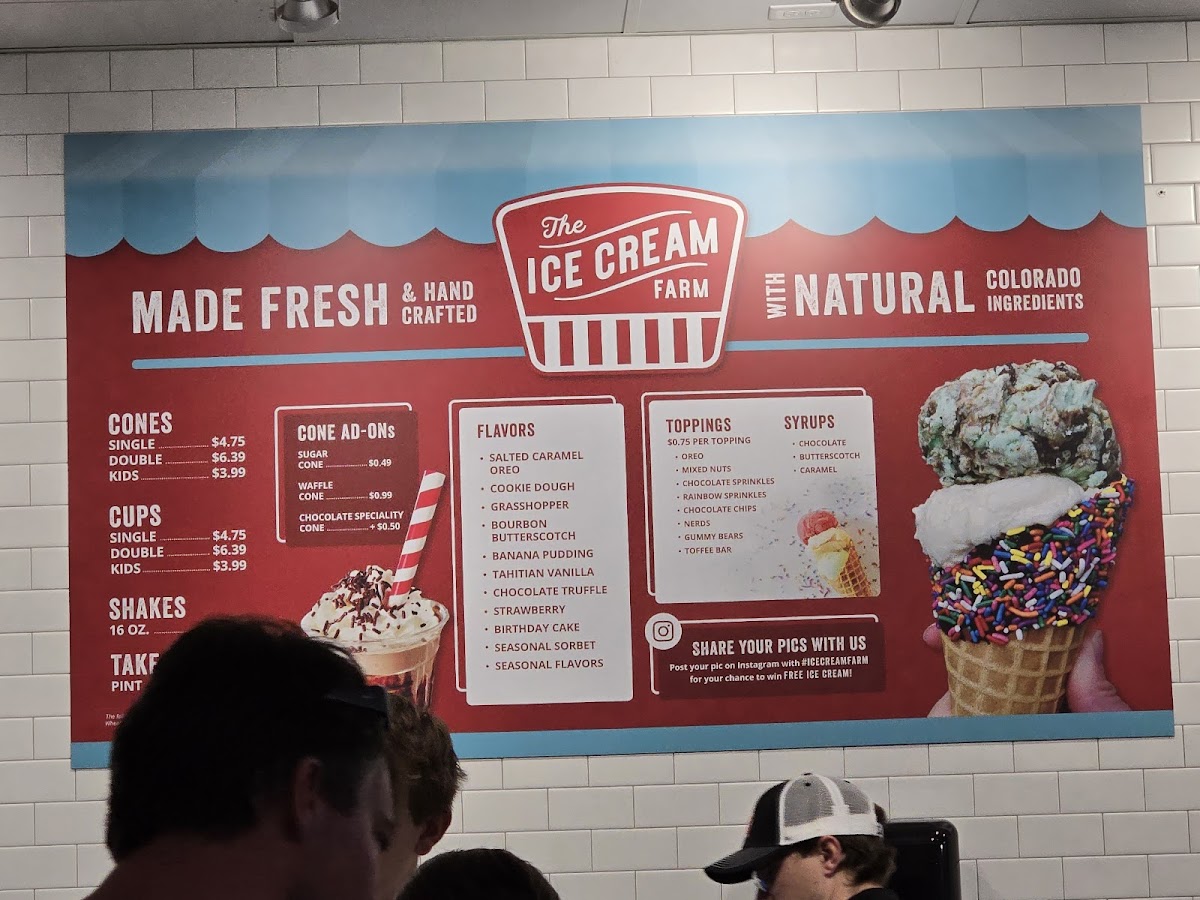 The
ICE CREAM
FARM
MADE FRESH & HAND
CRAFTED
WITH NATURAL COLORADO
INGREDIENTS
CONES
SINGLE $4.75
DOUBLE $6.39
KIDS $3.99
CUPS
SINGLE $4.75
DOUBLE $6.39
KIDS $3.99
SHAKES
16 OZ.
TAKE
PINT
CONE AD-ONs
SUGAR
CONE $0.49
WAFFLE
CONE $0.99
CHOCOLATE SPECIALITY
CONE + $0.50
FLAVORS
• SALTED CARAMEL
OREO
• COOKIE DOUGH
• GRASSHOPPER
• BOURBON
BUTTERSCOTCH
• BANANA PUDDING
• TAHITIAN VANILLA
• CHOCOLATE TRUFFLE
• STRAWBERRY
• BIRTHDAY CAKE
• SEASONAL SORBET
• SEASONAL FLAVORS
TOPPINGS
$0.75 PER TOPPING
• OREO
• MIXED NUTS
• CHOCOLATE SPRINKLES
• RAINBOW SPRINKLES
• CHOCOLATE CHIPS
• NERDS
• GUMMY BEARS
• TOFFEE BAR
SYRUPS
• CHOCOLATE
• BUTTERSCOTCH
• CARAMEL
SHARE YOUR PICS WITH US
Post your pic on Instagram with #ICECREAMFARM
for your chance to win FREE ICE CREAM!